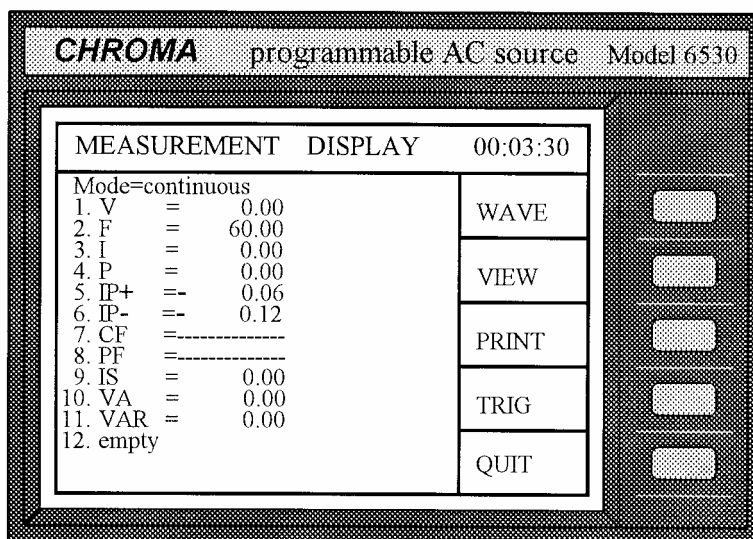 CHROMA programmable AC source Model 6530
MEASUREMENT DISPLAY 00:03:30
Mode=continuous
1. V = 0.00
2. F = 60.00
3. I = 0.00
4. P = 0.00
5. IP+ =- 0.06
6. IP- =- 0.12
7. CF =--------------
8. PF =--------------
9. IS = 0.00
10. VA = 0.00
11. VAR = 0.00
12. empty
WAVE
VIEW
PRINT
TRIG
QUIT